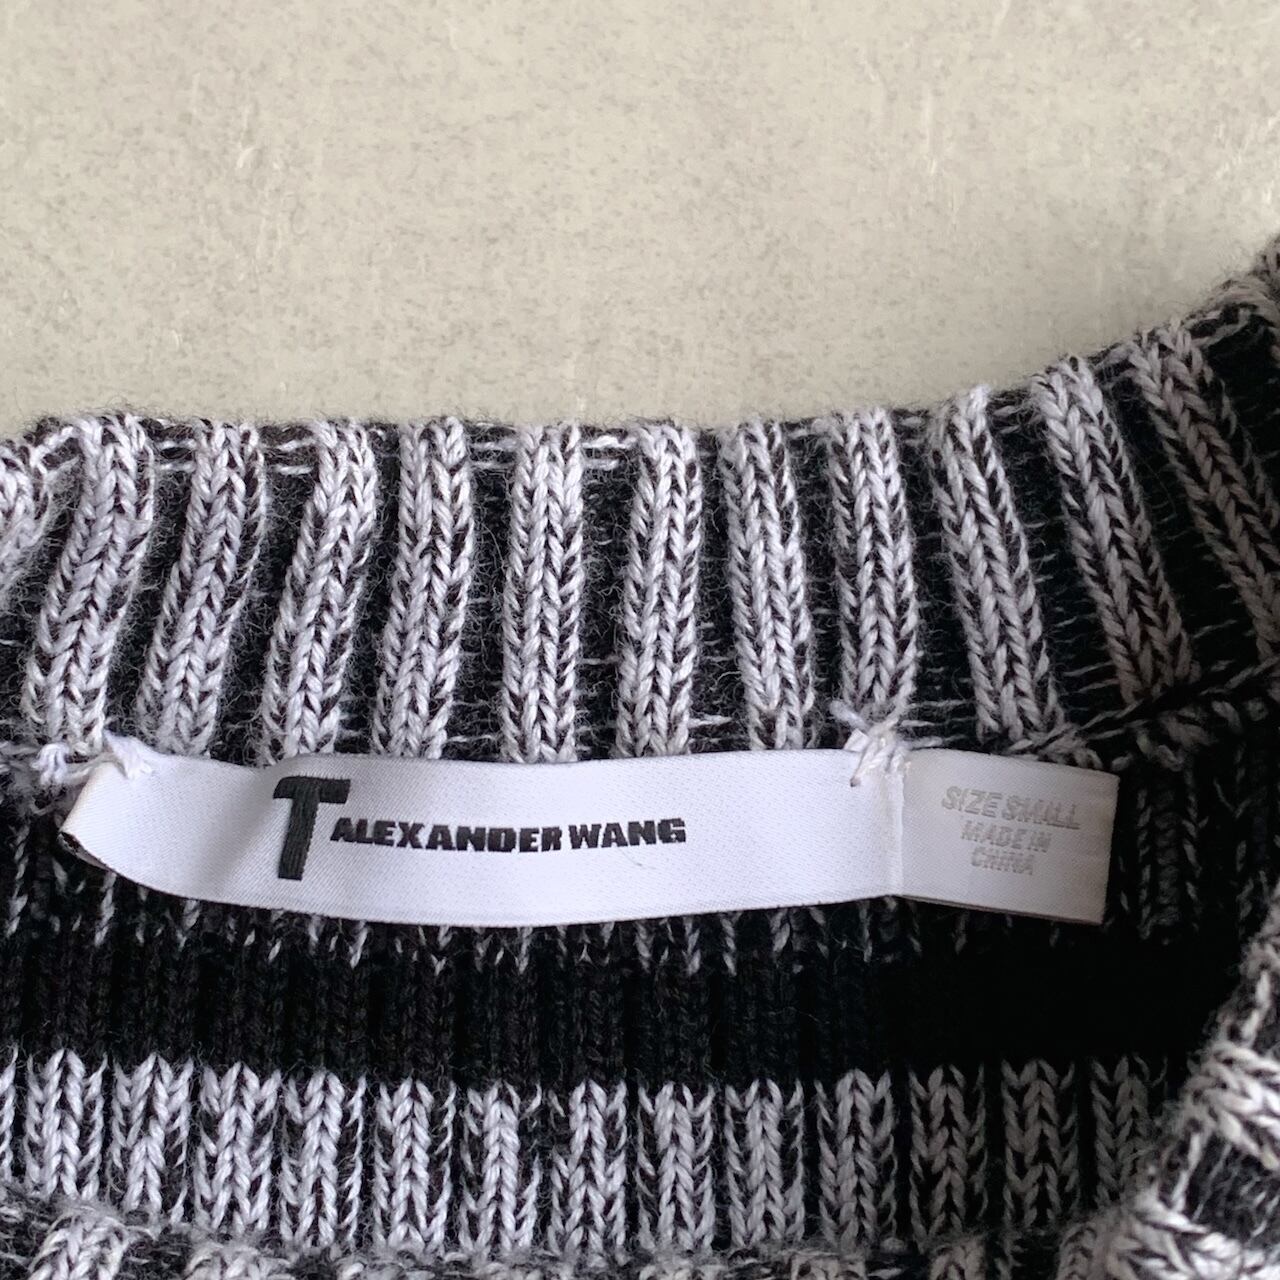 T ALEXANDER WANG
SIZE SMALL
MADE IN
CHINA